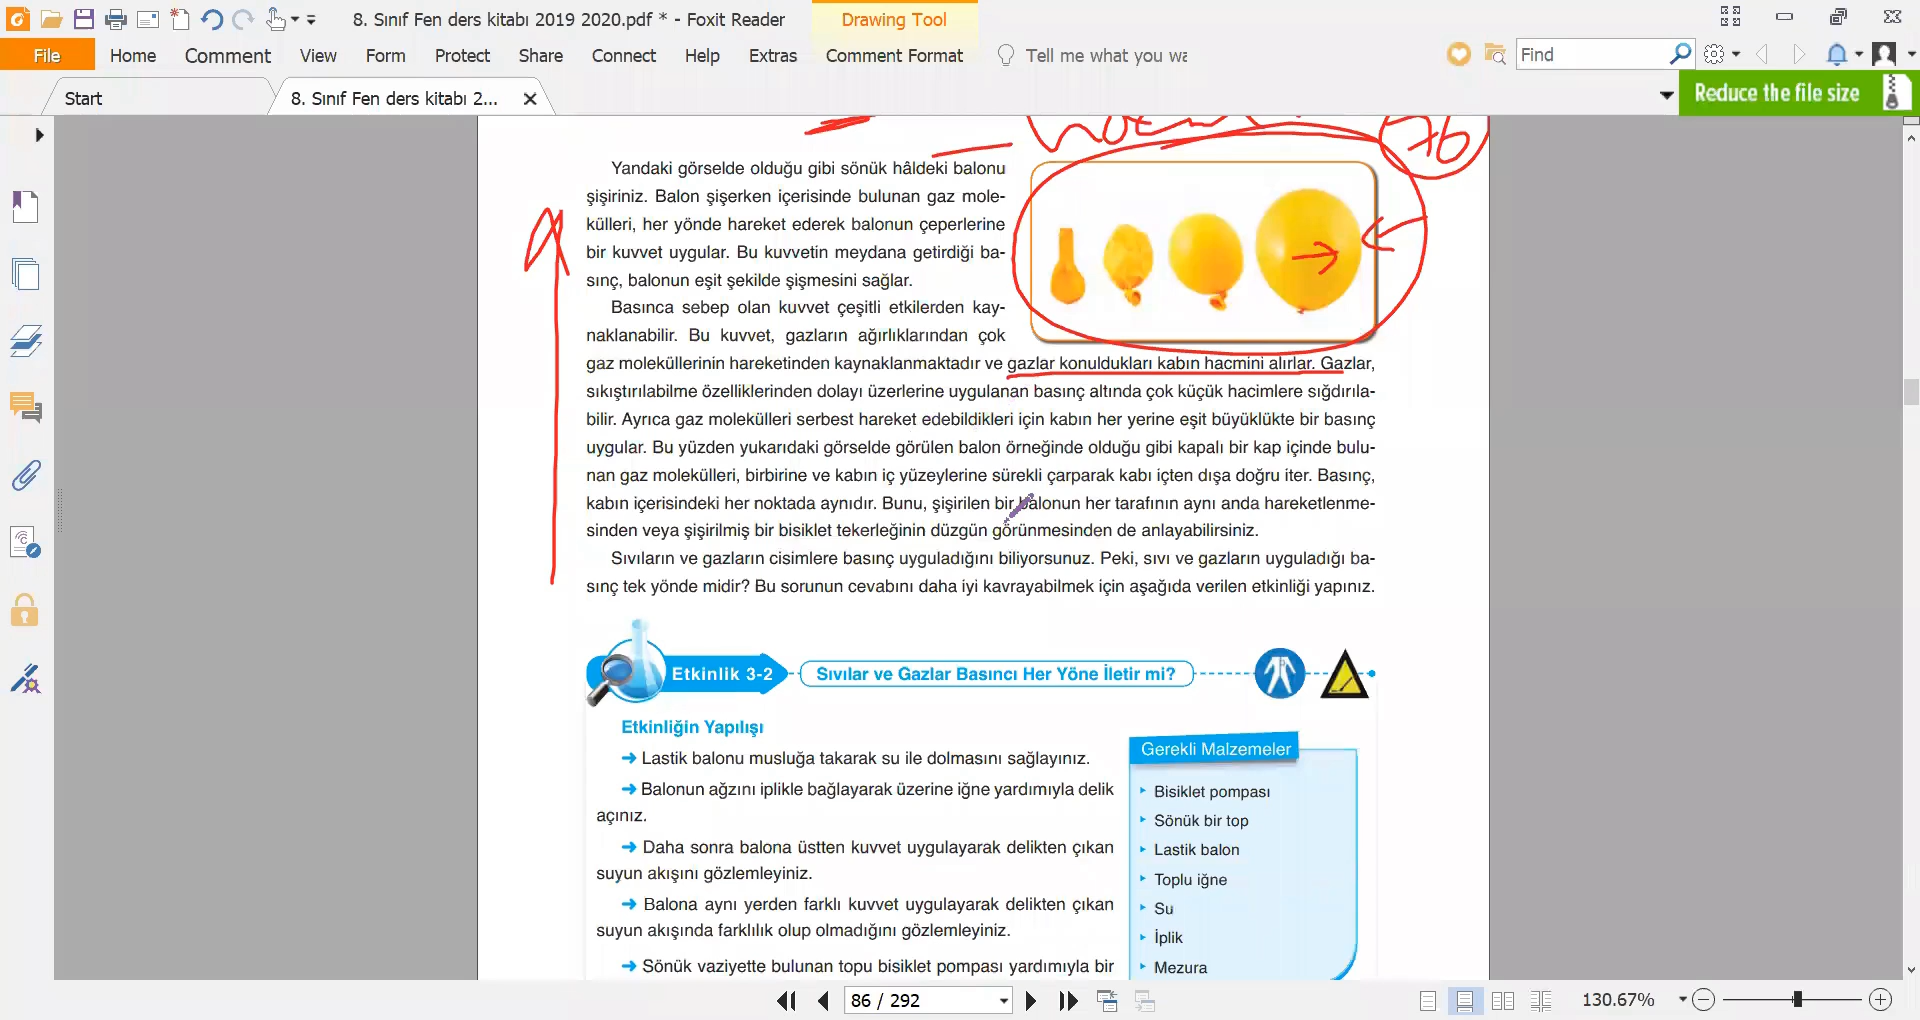 8. Sınıf Fen ders kitabı 2019 2020.pdf * - Foxit Reader
Drawing Tool
File Home Comment View Form Protect Share Connect Help Extras Comment Format Tell me what you wa Find
Start
8. Sınıf Fen ders kitabı 2...
Reduce the file size
76
Yandaki görselde olduğu gibi sönük hâldeki balonu
şişiriniz. Balon şişerken içerisinde bulunan gaz mole-
külleri, her yönde hareket ederek balonun çeperlerine
bir kuvvet uygular. Bu kuvvetin meydana getirdiği ba-
sınç, balonun eşit şekilde şişmesini sağlar.
Basınca sebep olan kuvvet çeşitli etkilerden kay-
naklanabilir. Bu kuvvet, gazların ağırlıklarından çok
gaz moleküllerinin hareketinden kaynaklanmaktadır ve gazlar konuldukları kabın hacmini alırlar. Gazlar,
sıkıştırılabilme özelliklerinden dolayı üzerlerine uygulanan basınç altında çok küçük hacimlere sığdırıla-
bilir. Ayrıca gaz molekülleri serbest hareket edebildikleri için kabın her yerine eşit büyüklükte bir basınç
uygular. Bu yüzden yukarıdaki görselde görülen balon örneğinde olduğu gibi kapalı bir kap içinde bulu-
nan gaz molekülleri, birbirine ve kabın iç yüzeylerine sürekli çarparak kabı içten dışa doğru iter. Basınç,
kabın içerisindeki her noktada aynıdır. Bunu, şişirilen bir balonun her tarafının aynı anda hareketlenme-
sinden veya şişirilmiş bir bisiklet tekerleğinin düzgün görünmesinden de anlayabilirsiniz.
Sıvıların ve gazların cisimlere basınç uyguladığını biliyorsunuz. Peki, sıvı ve gazların uyguladığı ba-
sınç tek yönde midir? Bu sorunun cevabını daha iyi kavrayabilmek için aşağıda verilen etkinliği yapınız.
Etkinlik 3-2
Sıvılar ve Gazlar Basıncı Her Yöne İletir mi?
Etkinliğin Yapılışı
Lastik balonu musluğa takarak su ile dolmasını sağlayınız.
Balonun ağzını iplikle bağlayarak üzerine iğne yardımıyla delik
açınız.
Daha sonra balona üstten kuvvet uygulayarak delikten çıkan
suyun akışını gözlemleyiniz.
Balona aynı yerden farklı kuvvet uygulayarak delikten çıkan
suyun akışında farklılık olup olmadığını gözlemleyiniz.
Sönük vaziyette bulunan topu bisiklet pompası yardımıyla bir
Gerekli Malzemeler
Bisiklet pompası
Sönük bir top
Lastik balon
Toplu iğne
Su
İplik
Mezura
86 / 292
130.67%